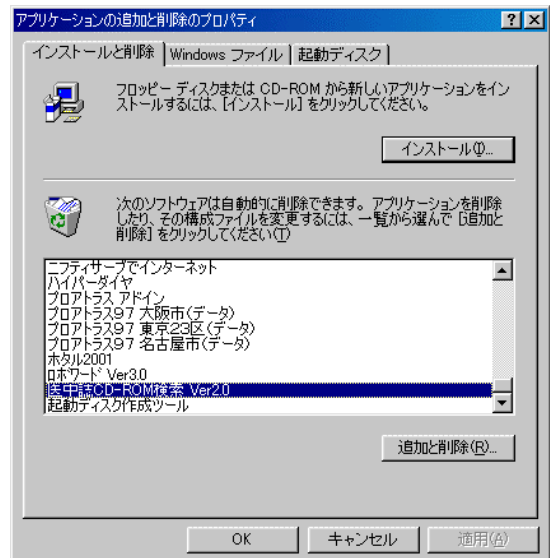 アプリケーションの追加と削除のプロパティ
インストールと削除 Windows ファイル 起動ディスク
フロッピー ディスクまたは CD-ROM から新しいアプリケーションをイン
ストールするには、[インストール] をクリックしてください。
インストール(I)...
次のソフトウェアは自動的に削除できます。アプリケーションを削除
したり、その構成ファイルを変更するには、一覧から選んで [追加と
削除] をクリックしてください(T)
ニフティサーブでインターネット
ハイパーダイヤ
プロアトラス アドイン
プロアトラス97 大阪市(データ)
プロアトラス97 東京23区(データ)
プロアトラス97 名古屋市(データ)
ホタル2001
ロボワード Ver3.0
医中誌CD-ROM検索 Ver2.0
起動ディスク作成ツール
追加と削除(R)...
OK キャンセル 適用(A)